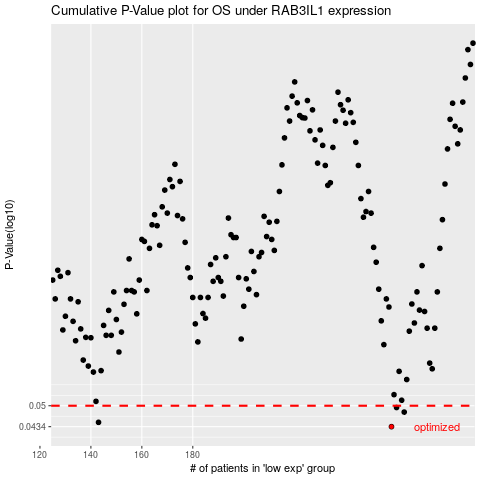 Cumulative P-Value plot for OS under RAB3IL1 expression
P-Value(log10)
0.05
0.0434
optimized
120 140 160 180
# of patients in 'low exp' group